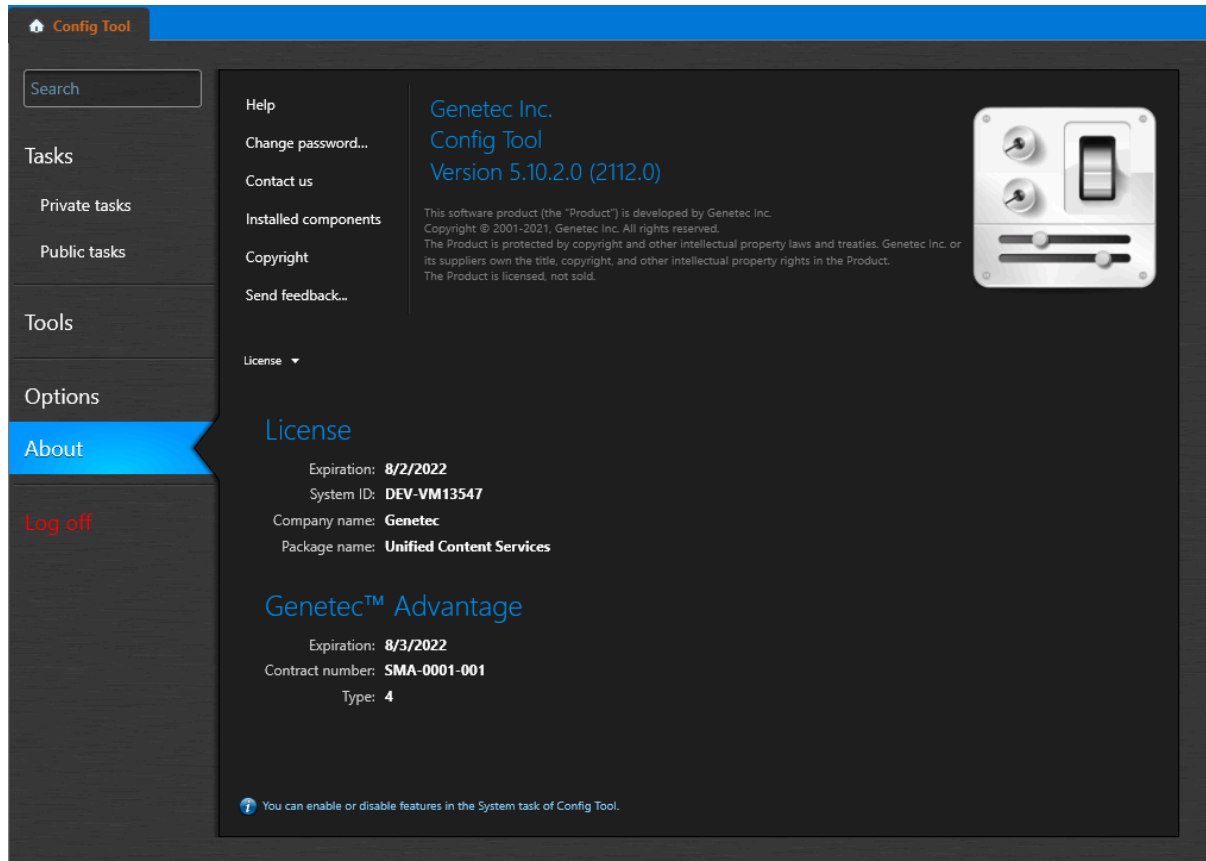 Config Tool
Search
Tasks
Private tasks
Public tasks
Tools
Options
About
Log off
Help
Change password...
Contact us
Installed components
Copyright
Send feedback...
Genetec Inc.
Config Tool
Version 5.10.2.0 (2112.0)
This software product (the "Product") is developed by Genetec Inc.
Copyright © 2001-2021, Genetec Inc. All rights reserved.
The Product is protected by copyright and other intellectual property laws and treaties. Genetec Inc. or
its suppliers own the title, copyright, and other intellectual property rights in the Product.
The Product is licensed, not sold.
License
License
Expiration: 8/2/2022
System ID: DEV-VM13547
Company name: Genetec
Package name: Unified Content Services
Genetec™ Advantage
Expiration: 8/3/2022
Contract number: SMA-0001-001
Type: 4
You can enable or disable features in the System task of Config Tool.